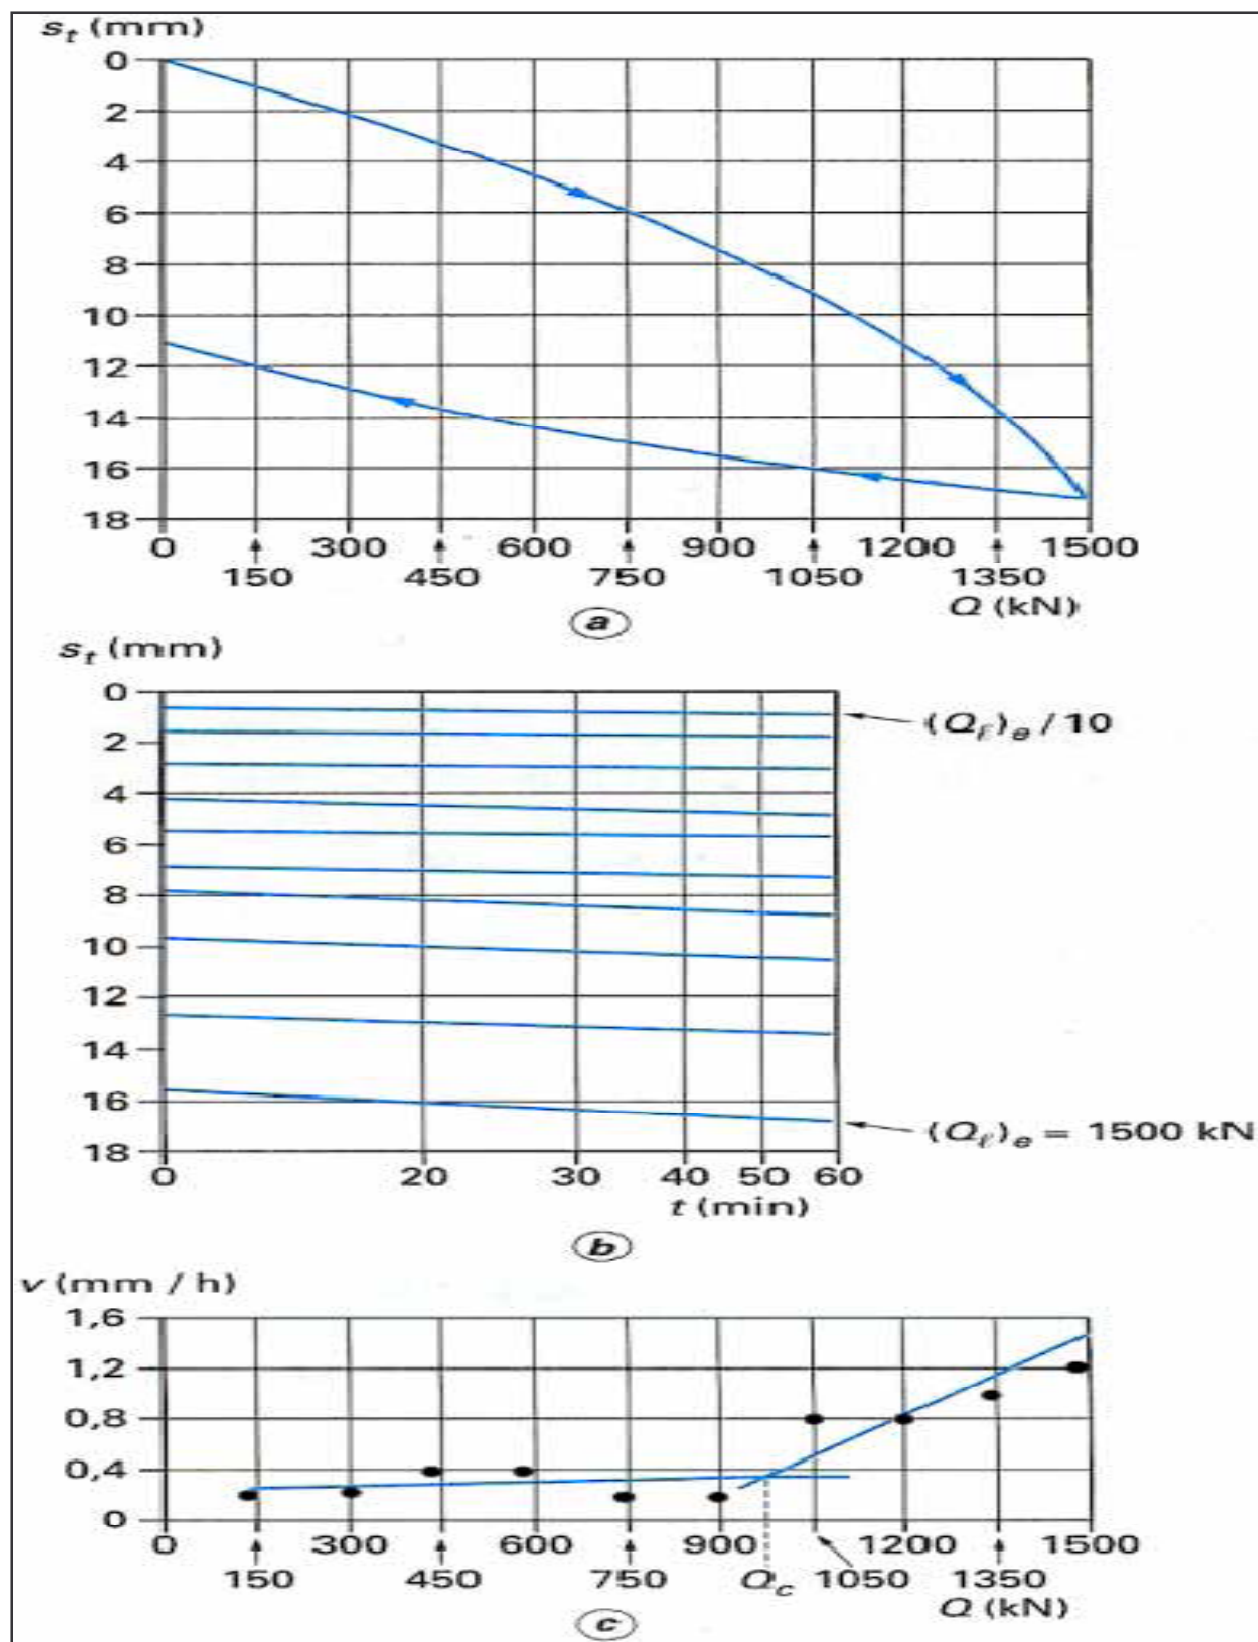 s_t (mm)
0
2
4
6
8
10
12
14
16
18
0 300 600 900 1200 1500
150 450 750 1050 1350
Q (kN)
a
s_t (mm)
0
2
4
6
8
10
12
14
16
18
(Q_ℓ)_e / 10
(Q_ℓ)_e = 1500 kN
0 20 30 40 50 60
t (min)
b
v (mm / h)
1,6
1,2
0,8
0,4
0
0 300 600 900 1200 1500
150 450 750 Q_c 1050 1350
Q (kN)
c